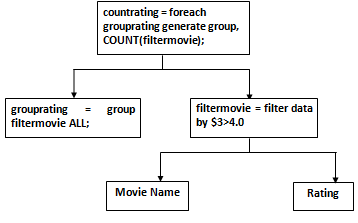 countrating = foreach
grouprating generate group,
COUNT(filtermovie);
grouprating = group
filtermovie ALL;
filtermovie = filter data
by $3>4.0
Movie Name
Rating